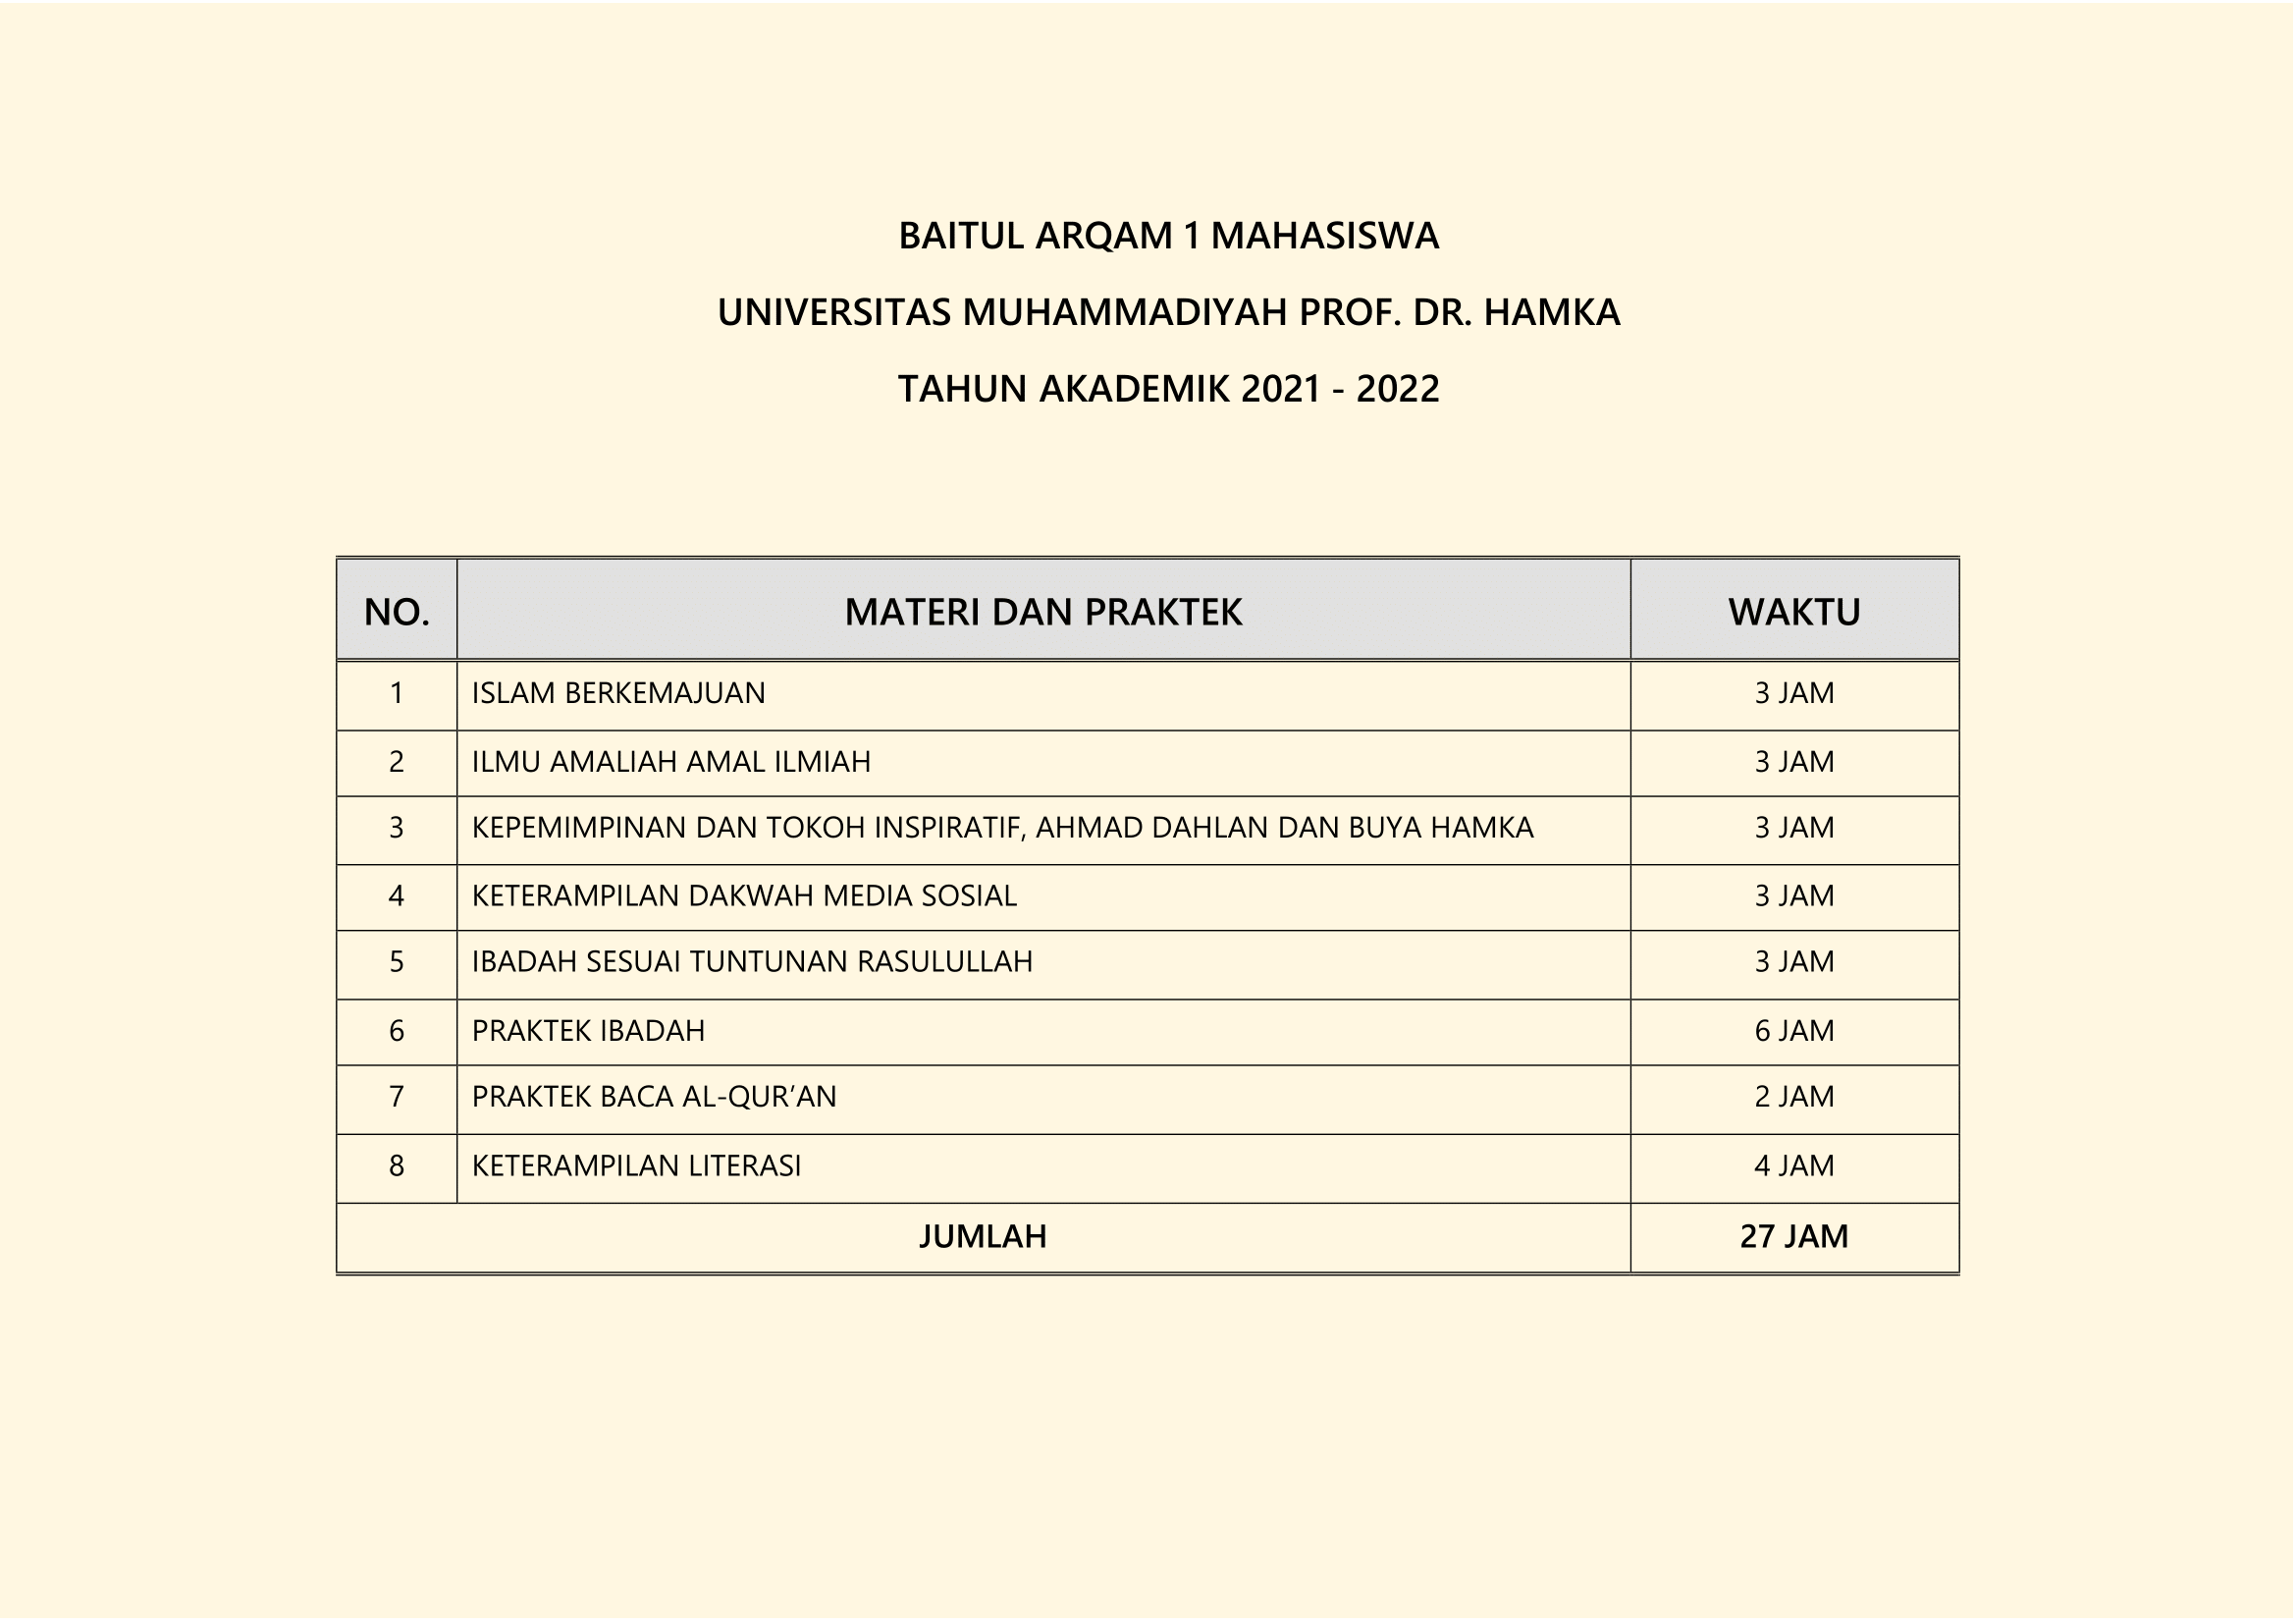 BAITUL ARQAM 1 MAHASISWA
UNIVERSITAS MUHAMMADIYAH PROF. DR. HAMKA
TAHUN AKADEMIK 2021 - 2022
NO. MATERI DAN PRAKTEK WAKTU
1 ISLAM BERKEMAJUAN 3 JAM
2 ILMU AMALIAH AMAL ILMIAH 3 JAM
3 KEPEMIMPINAN DAN TOKOH INSPIRATIF, AHMAD DAHLAN DAN BUYA HAMKA 3 JAM
4 KETERAMPILAN DAKWAH MEDIA SOSIAL 3 JAM
5 IBADAH SESUAI TUNTUNAN RASULULLAH 3 JAM
6 PRAKTEK IBADAH 6 JAM
7 PRAKTEK BACA AL-QUR’AN 2 JAM
8 KETERAMPILAN LITERASI 4 JAM
JUMLAH 27 JAM